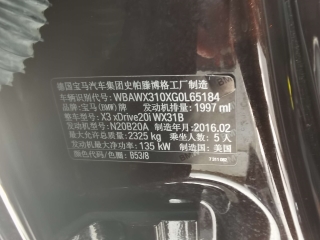 德国宝马汽车集团史帕滕博格工厂制造
车辆识别代号: WBAWX310XG0L65184
品牌: 宝马(BMW)牌 发动机排量: 1997 ml
整车型号: X3 xDrive20i WX31B
发动机型号: N20B20A 制造年月: 2016.02
最大允许总质量: 2325 kg 乘坐人数: 5人
发动机最大净功率: 135 kW 制造国: 美国
颜色代码/色号: B53/8